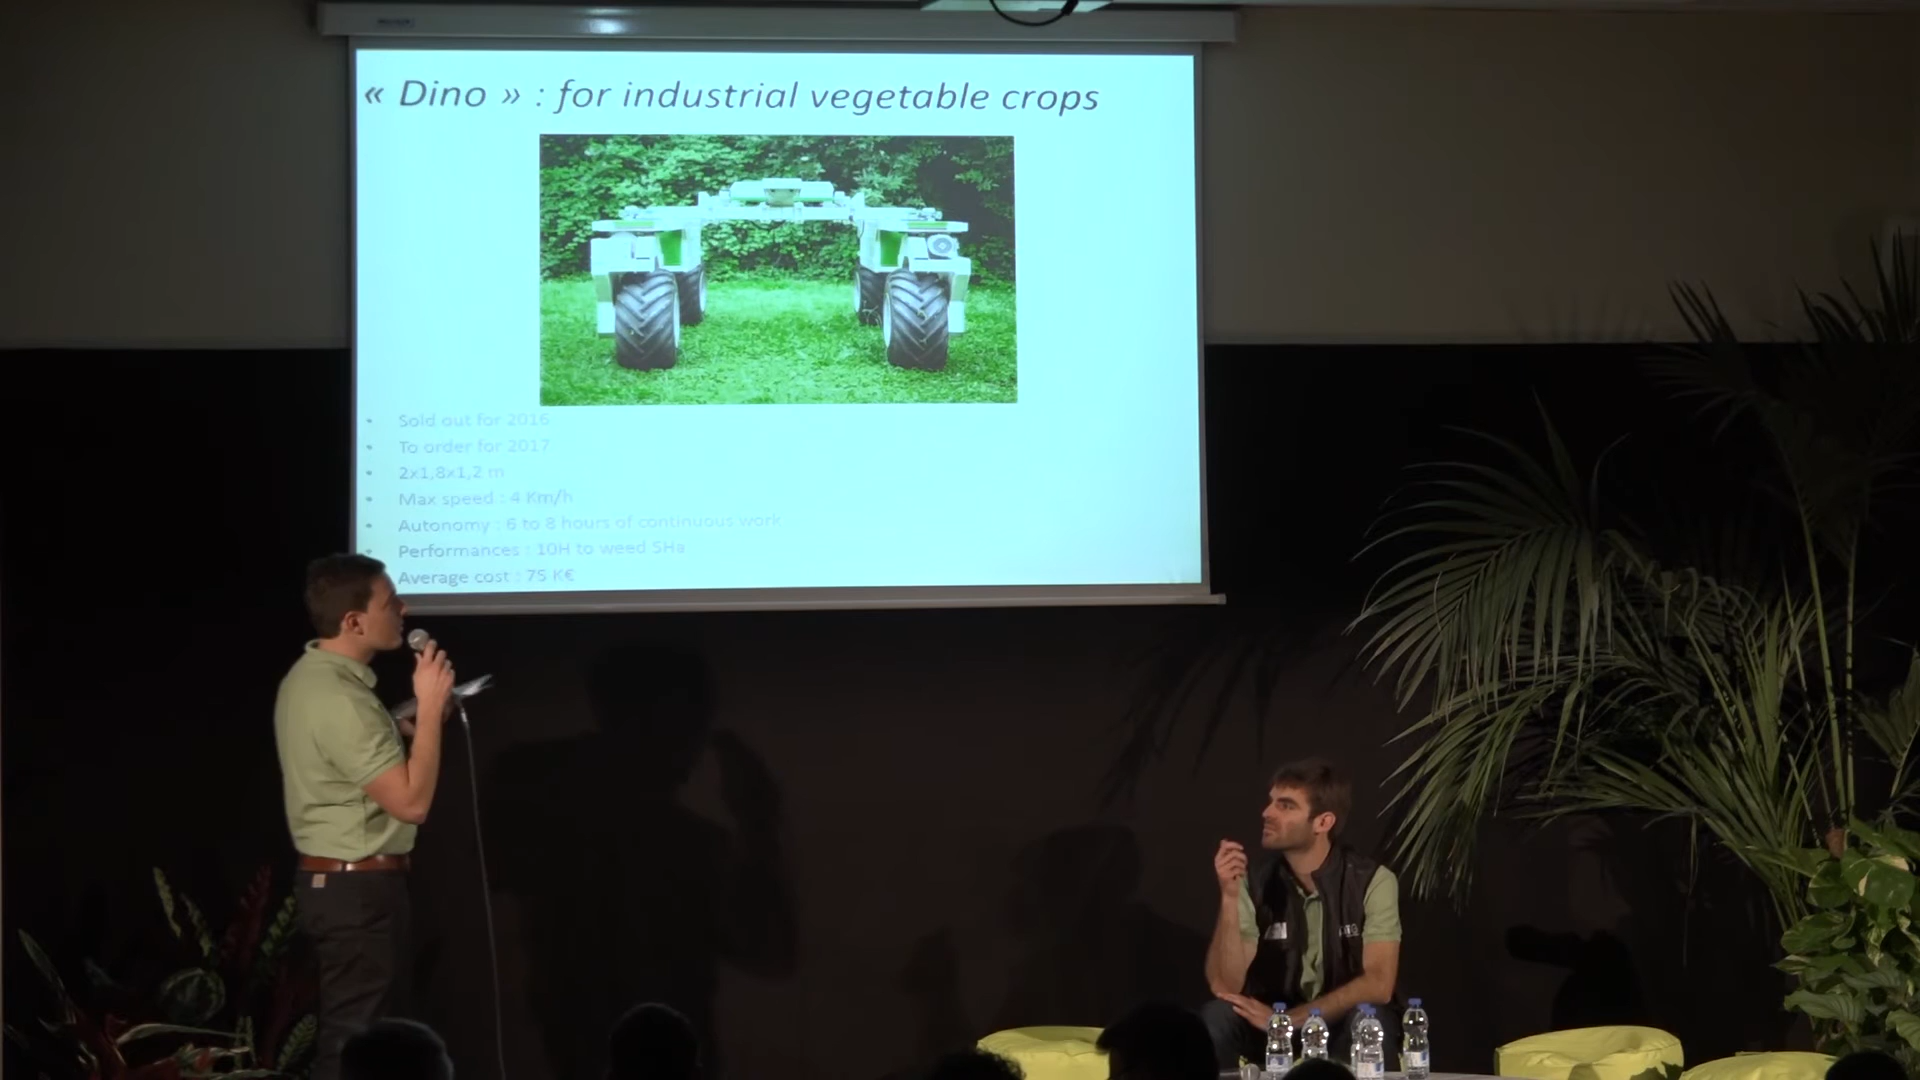 « Dino » : for industrial vegetable crops
• Sold out for 2016
• To order for 2017
• 2x1,8x1,2 m
• Max speed : 4 Km/h
• Autonomy : 6 to 8 hours of continuous work
• Performances : 10H to weed 5Ha
Average cost : 75 K€